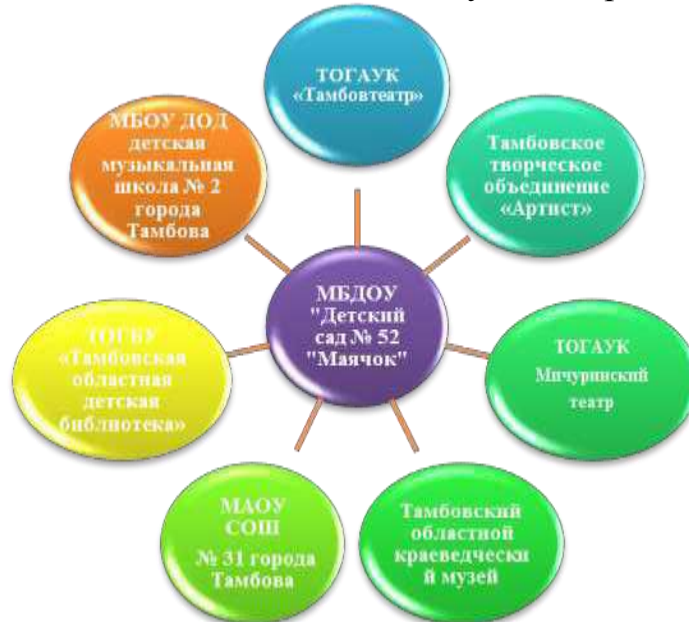 ТОГАУК
«Тамбовтеатр»
МБОУ ДОД
детская
музыкальная
школа № 2
города
Тамбова
Тамбовское
творческое
объединение
«Артист»
МБДОУ
"Детский
сад № 52
"Маячок"
ТОГБУ
«Тамбовская
областная
детская
библиотека»
ТОГАУК
Мичуринский
театр
МАОУ
СОШ
№ 31 города
Тамбова
Тамбовский
областной
краеведчески
й музей